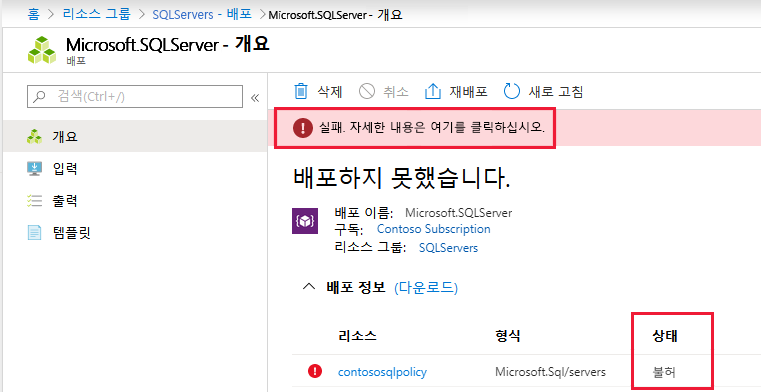 홈 > 리소스 그룹 > SQLServers - 배포 > Microsoft.SQLServer - 개요
Microsoft.SQLServer - 개요
배포
검색(Ctrl+/)
«
개요
입력
출력
템플릿
삭제 취소 재배포 새로 고침
실패. 자세한 내용은 여기를 클릭하십시오.
배포하지 못했습니다.
배포 이름: Microsoft.SQLServer
구독: Contoso Subscription
리소스 그룹: SQLServers
배포 정보 (다운로드)
리소스 형식 상태
contososqlpolicy Microsoft.Sql/servers 불허